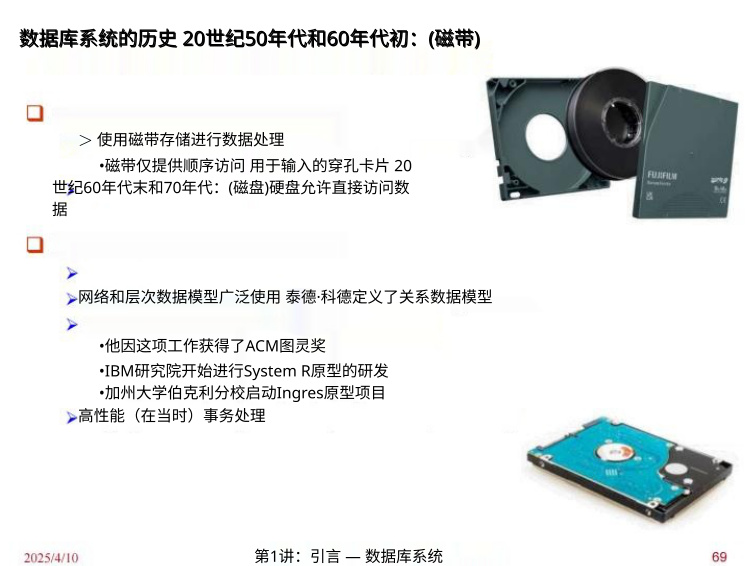 数据库系统的历史 20世纪50年代和60年代初：(磁带)
＞ 使用磁带存储进行数据处理
•磁带仅提供顺序访问 用于输入的穿孔卡片 20
世纪60年代末和70年代：(磁盘)硬盘允许直接访问数
据
FUJIFILM
网络和层次数据模型广泛使用 泰德·科德定义了关系数据模型
•他因这项工作获得了ACM图灵奖
•IBM研究院开始进行System R原型的研发
•加州大学伯克利分校启动Ingres原型项目
高性能（在当时）事务处理
2025/4/10
第1讲：引言 — 数据库系统
69